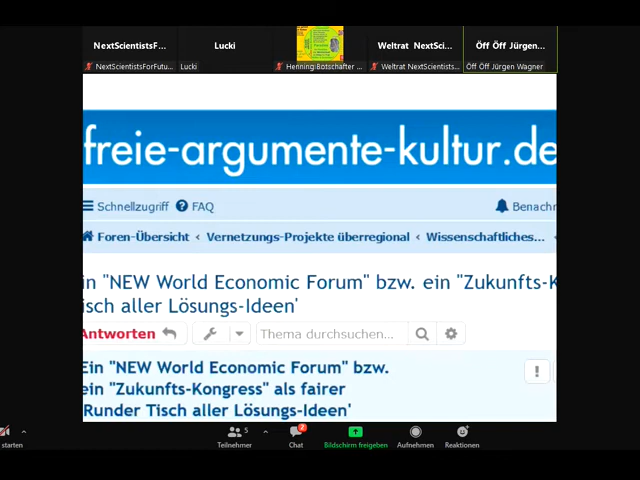 NextScientistsF...
Lucki
Weltrat NextSci...
Öff Öff Jürgen...
NextScientistsForFutu...
Lucki
Henning:Botschafter ...
Weltrat NextScientists...
Öff Öff Jürgen Wagner
freie-argumente-kultur.de
Schnellzugriff
FAQ
Benachr
Foren-Übersicht ‹ Vernetzungs-Projekte überregional ‹ Wissenschaftliches... ‹
in "NEW World Economic Forum" bzw. ein "Zukunfts-K
isch aller Lösungs-Ideen'
Antworten
Thema durchsuchen...
Ein "NEW World Economic Forum" bzw.
ein "Zukunfts-Kongress" als fairer
'Runder Tisch aller Lösungs-Ideen'
starten
Teilnehmer
5
Chat
2
Bildschirm freigeben
Aufnehmen
Reaktionen